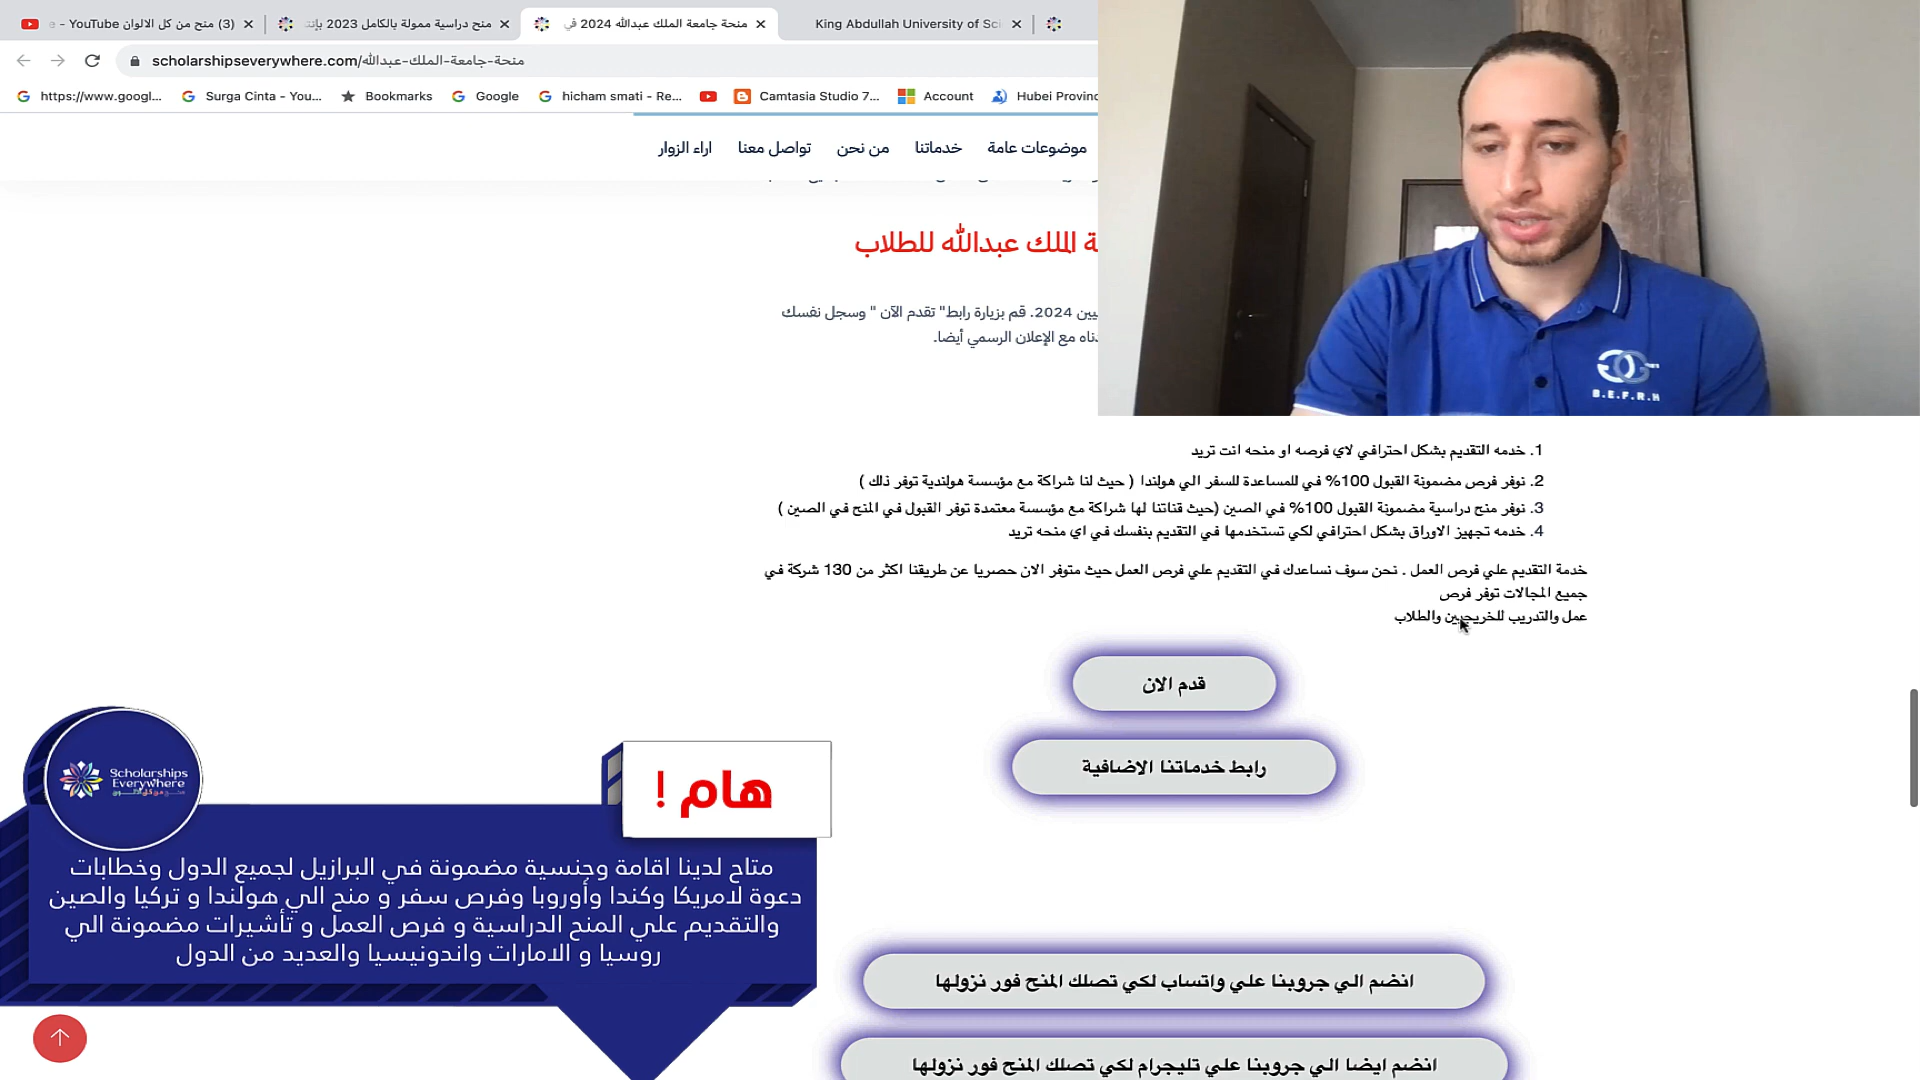 (3) منح من كل الالوان - YouTube
منح دراسية ممولة بالكامل 2023
منحة جامعة الملك عبدالله 2024 في
King Abdullah University of Sci
scholarshipseverywhere.com/منحة-جامعة-الملك-عبدالله
https://www.googl...
Surga Cinta - You...
Bookmarks
Google
hicham smati - Re...
Camtasia Studio 7...
Account
Hubei Provinc
موضوعات عامة
خدماتنا
من نحن
تواصل معنا
اراء الزوار
ة الملك عبدالله للطلاب
يين 2024. قم بزيارة رابط" تقدم الآن " وسجل نفسك
دناه مع الإعلان الرسمي أيضا.
B.E.F.R.H
1. خدمه التقديم بشكل احترافي لاي فرصه او منحه انت تريد
2. نوفر فرص مضمونة القبول 100% في للمساعدة للسفر الي هولندا ( حيث لنا شراكة مع مؤسسة هولندية توفر ذلك )
3. نوفر منح دراسية مضمونة القبول 100% في الصين (حيث قناتنا لها شراكة مع مؤسسة معتمدة توفر القبول في المنح في الصين )
4. خدمه تجهيز الاوراق بشكل احترافي لكي تستخدمها في التقديم بنفسك في اي منحه تريد
خدمة التقديم علي فرص العمل . نحن سوف نساعدك في التقديم علي فرص العمل حيث متوفر الان حصريا عن طريقنا اكثر من 130 شركة في
جميع المجالات توفر فرص
عمل والتدريب للخريجيين والطلاب
قدم الان
رابط خدماتنا الاضافية
انضم الي جروبنا علي واتساب لكي تصلك المنح فور نزولها
انضم ايضا الي جروبنا علي تليجرام لكي تصلك المنح فور نزولها
Scholarships
Everywhere
هام !
متاح لدينا اقامة وجنسية مضمونة في البرازيل لجميع الدول وخطابات
دعوة لامريكا وكندا وأوروبا وفرص سفر و منح الي هولندا و تركيا والصين
والتقديم علي المنح الدراسية و فرص العمل و تأشيرات مضمونة الي
روسيا و الامارات واندونيسيا والعديد من الدول